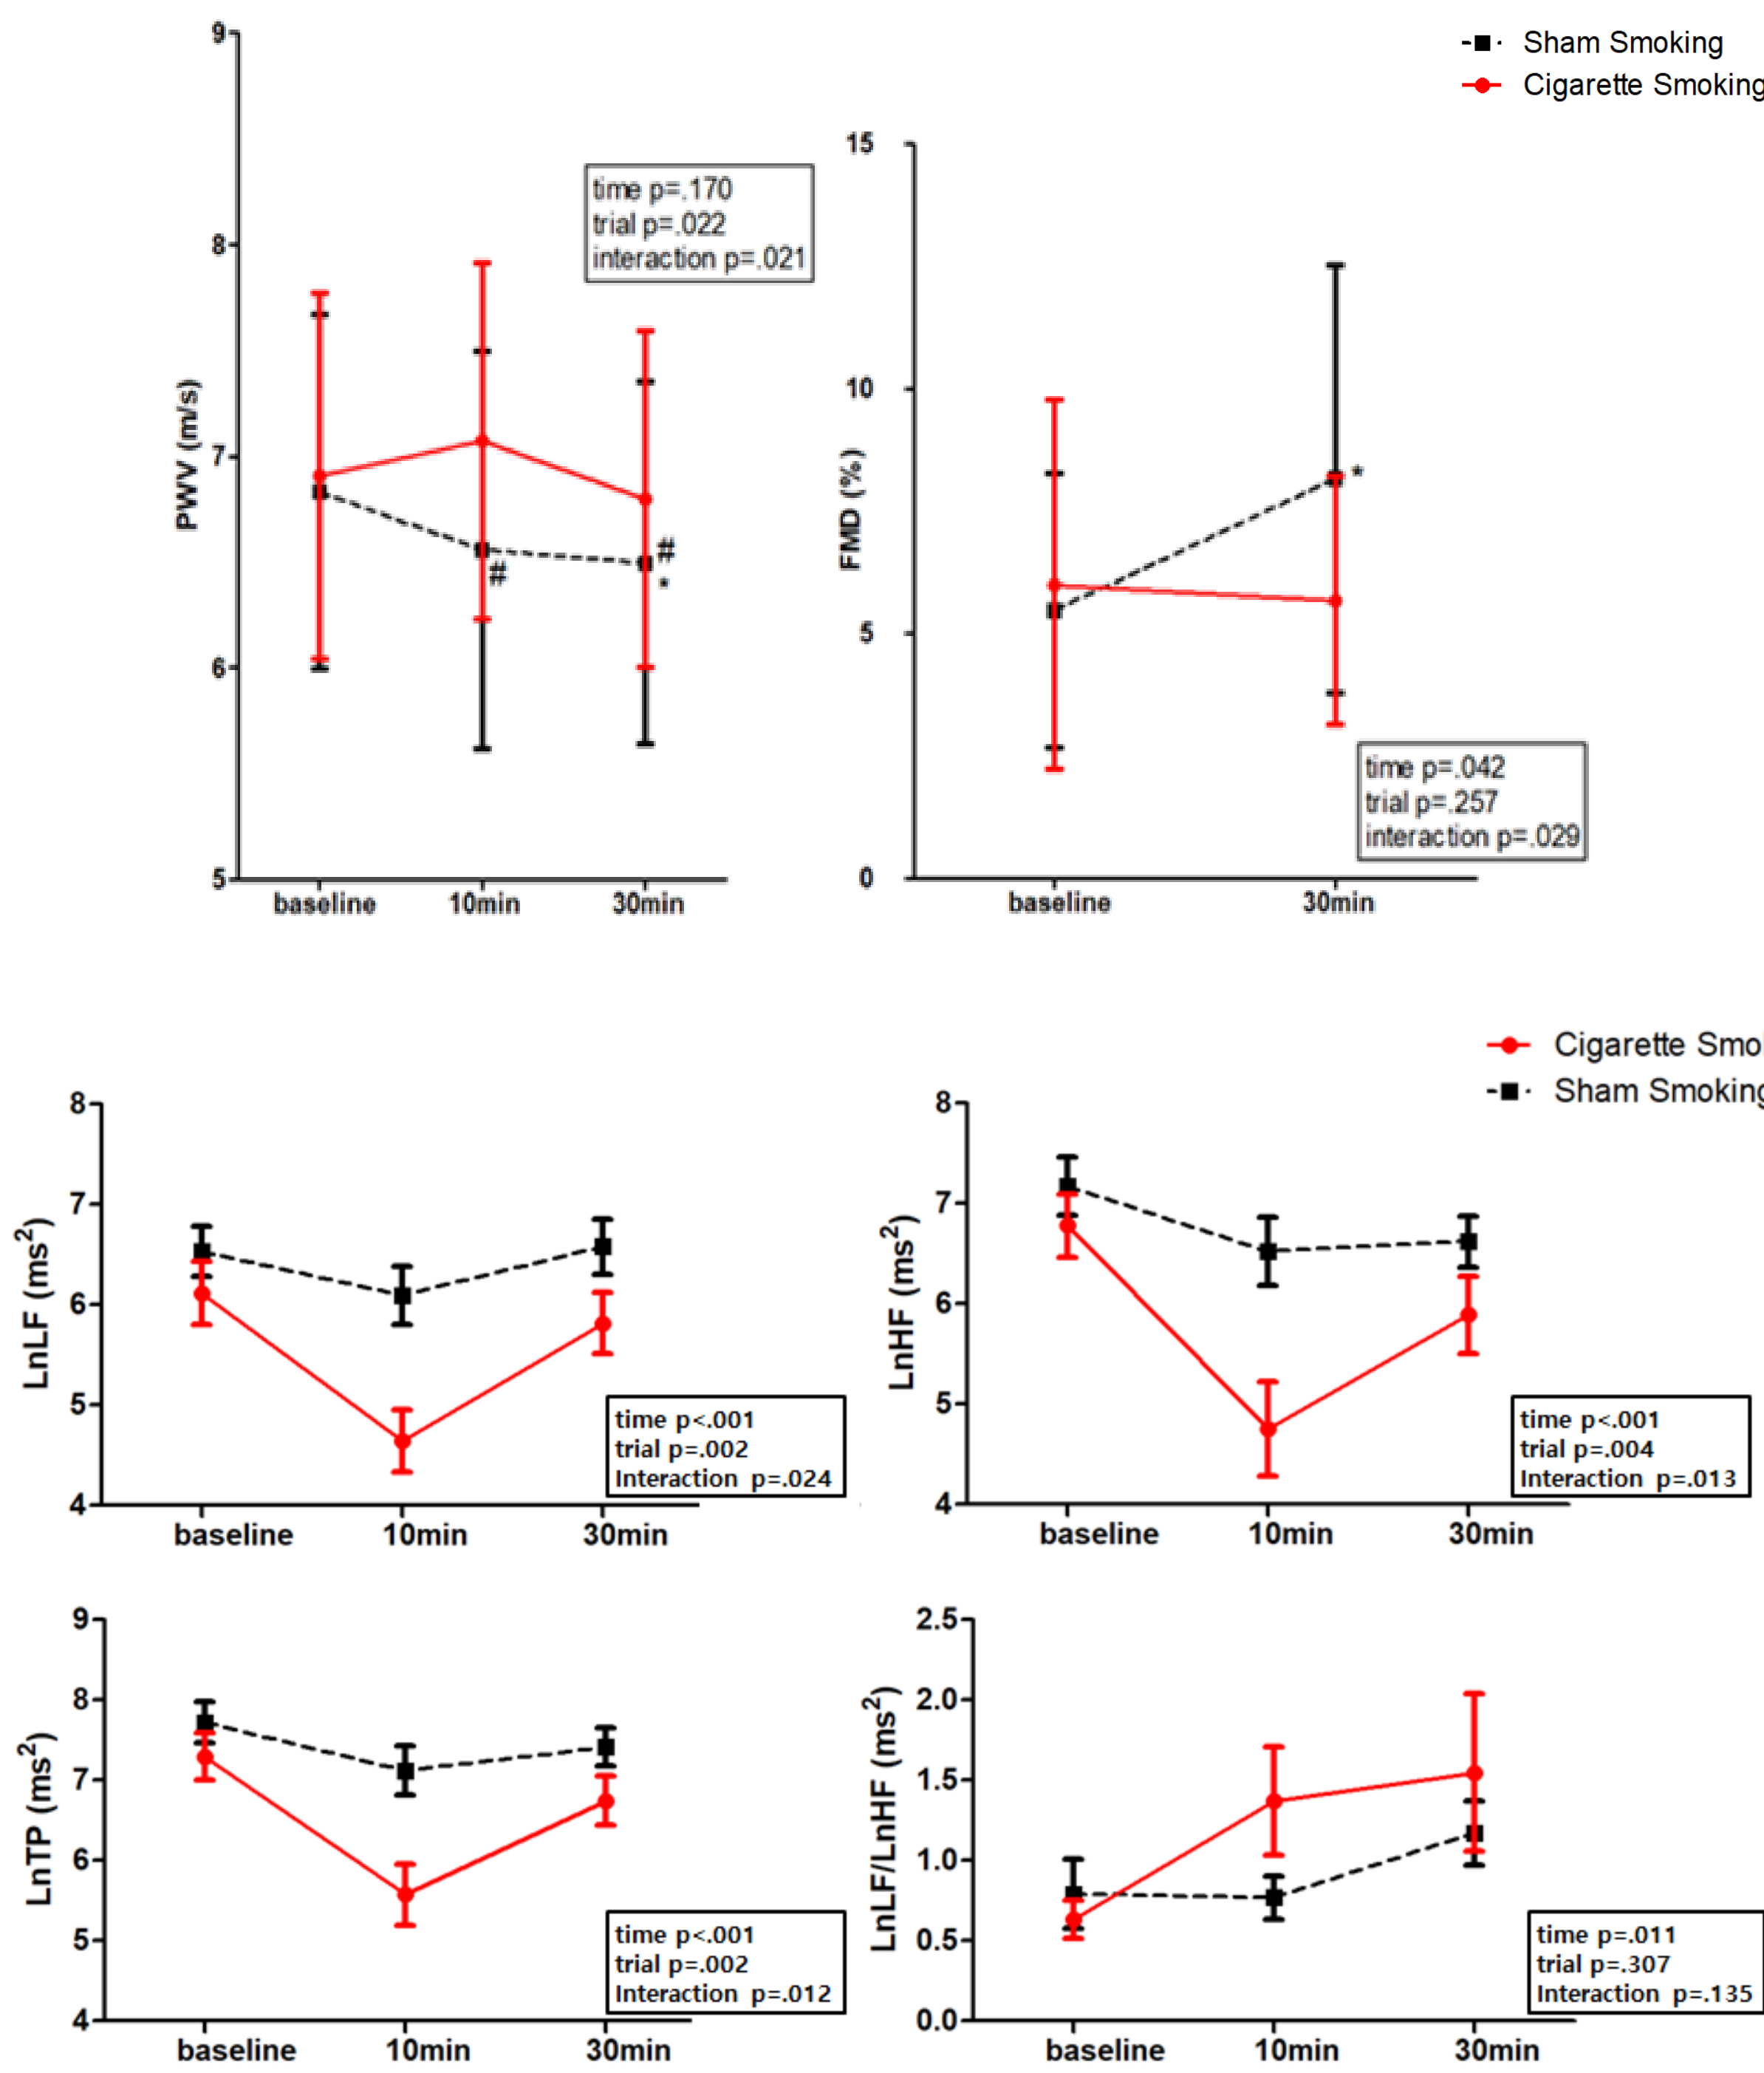 Sham Smoking
Cigarette Smoking
9
8
7
6
5
PWV (m/s)
time p=.170
trial p=.022
interaction p=.021
#
#
*
baseline
10min
30min
15
10
5
0
FMD (%)
*
time p=.042
trial p=.257
interaction p=.029
baseline
30min
Cigarette Smo
Sham Smoking
8
7
6
5
4
LnLF (ms²)
time p<.001
trial p=.002
Interaction p=.024
baseline
10min
30min
8
7
6
5
4
LnHF (ms²)
time p<.001
trial p=.004
Interaction p=.013
baseline
10min
30min
9
8
7
6
5
4
LnTP (ms²)
time p<.001
trial p=.002
Interaction p=.012
baseline
10min
30min
2.5
2.0
1.5
1.0
0.5
0.0
LnLF/LnHF (ms²)
time p=.011
trial p=.307
Interaction p=.135
baseline
10min
30min